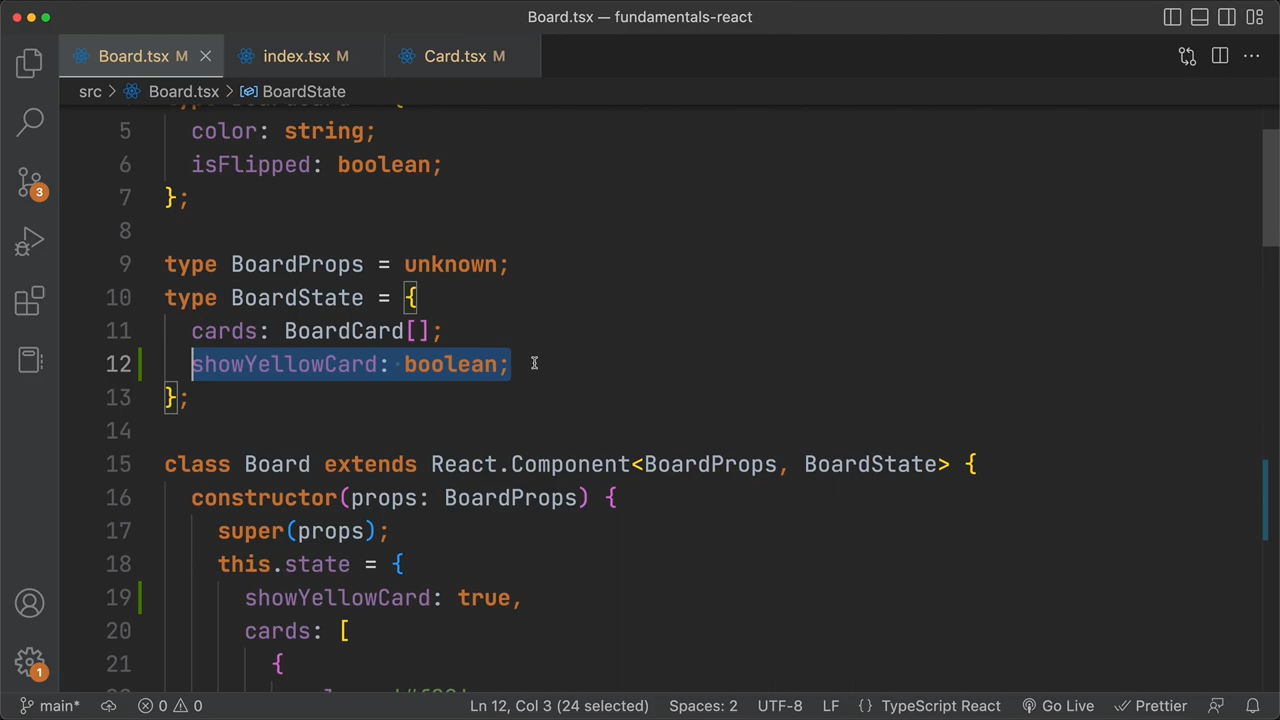 Board.tsx — fundamentals-react
Board.tsx M
index.tsx M
Card.tsx M
src > Board.tsx > BoardState
5 color: string;
6 isFlipped: boolean;
7 };
8
9 type BoardProps = unknown;
10 type BoardState = {
11 cards: BoardCard[];
12 showYellowCard: boolean;
13 };
14
15 class Board extends React.Component<BoardProps, BoardState> {
16 constructor(props: BoardProps) {
17 super(props);
18 this.state = {
19 showYellowCard: true,
20 cards: [
21 {
3
1
main* 0 0 Ln 12, Col 3 (24 selected) Spaces: 2 UTF-8 LF {} TypeScript React Go Live Prettier